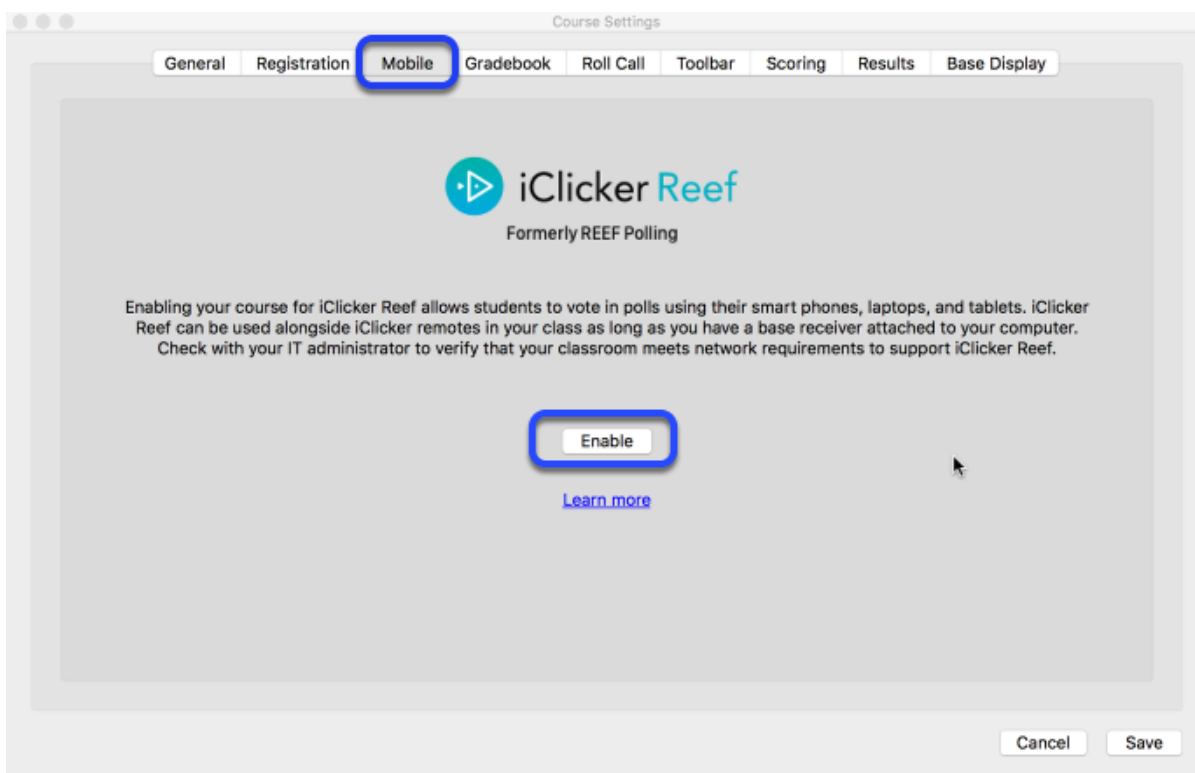 Course Settings
General Registration Mobile Gradebook Roll Call Toolbar Scoring Results Base Display
iClicker Reef
Formerly REEF Polling
Enabling your course for iClicker Reef allows students to vote in polls using their smart phones, laptops, and tablets. iClicker
Reef can be used alongside iClicker remotes in your class as long as you have a base receiver attached to your computer.
Check with your IT administrator to verify that your classroom meets network requirements to support iClicker Reef.
Enable
Learn more
Cancel Save